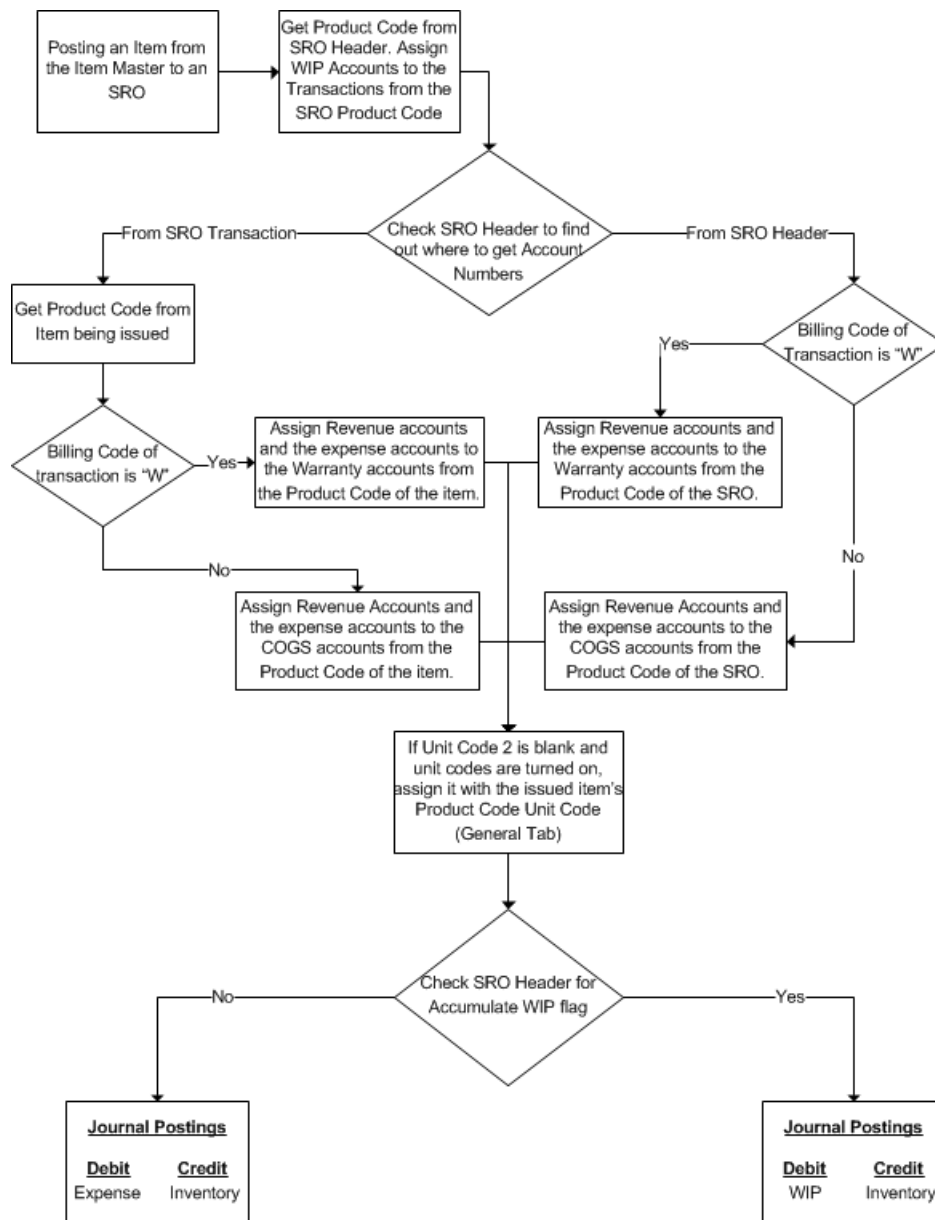 Posting an Item from
the Item Master to an
SRO
Get Product Code from
SRO Header. Assign
WIP Accounts to the
Transactions from the
SRO Product Code
Check SRO Header to find
out where to get Account
Numbers
From SRO Transaction
From SRO Header
Get Product Code from
Item being issued
Billing Code of
Transaction is “W”
Yes
Billing Code of
transaction is “W”
Yes
Assign Revenue accounts
and the expense accounts to
the Warranty accounts from
the Product Code of the item.
Assign Revenue accounts and
the expense accounts to the
Warranty accounts from the
Product Code of the SRO.
No
No
Assign Revenue Accounts and
the expense accounts to the
COGS accounts from the
Product Code of the item.
Assign Revenue Accounts and
the expense accounts to the
COGS accounts from the
Product Code of the SRO.
If Unit Code 2 is blank and
unit codes are turned on,
assign it with the issued item's
Product Code Unit Code
(General Tab)
Check SRO Header for
Accumulate WIP flag
No
Yes
Journal Postings
Debit Credit
Expense Inventory
Journal Postings
Debit Credit
WIP Inventory